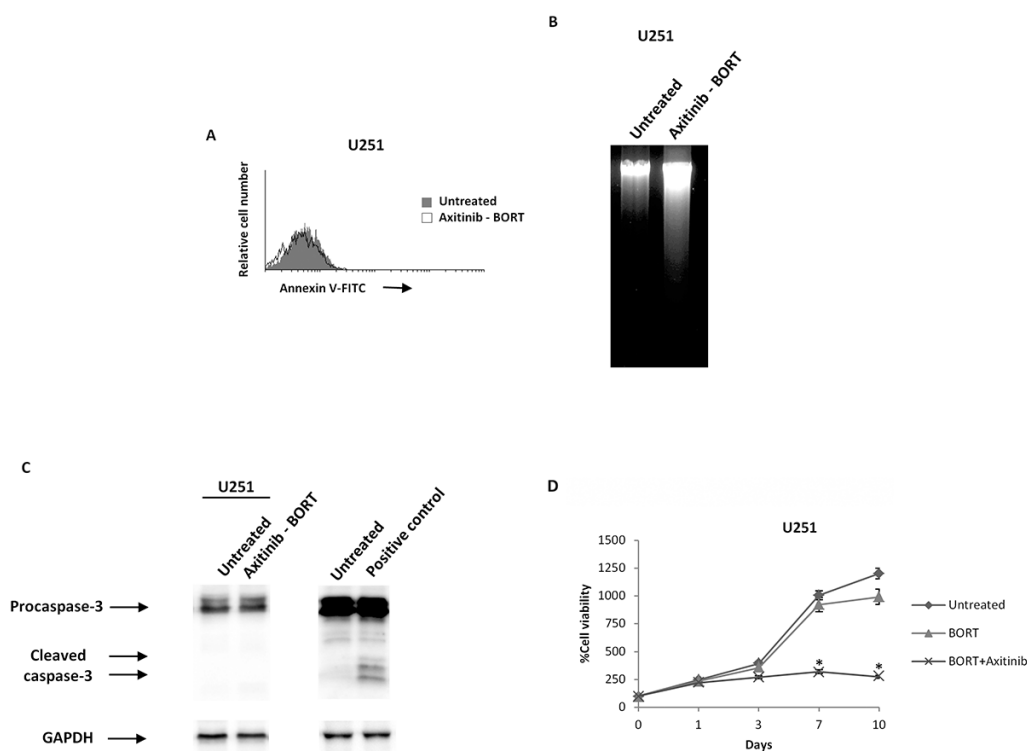 A
U251
Relative cell number
Untreated
Axitinib - BORT
Annexin V-FITC
B
U251
Untreated
Axitinib - BORT
C
U251
Untreated
Axitinib - BORT
Untreated
Positive control
Procaspase-3
Cleaved
caspase-3
GAPDH
D
U251
%Cell viability
1500
1250
1000
750
500
250
0
0 1 3 7 10
Days
* *
Untreated
BORT
BORT+Axitinib